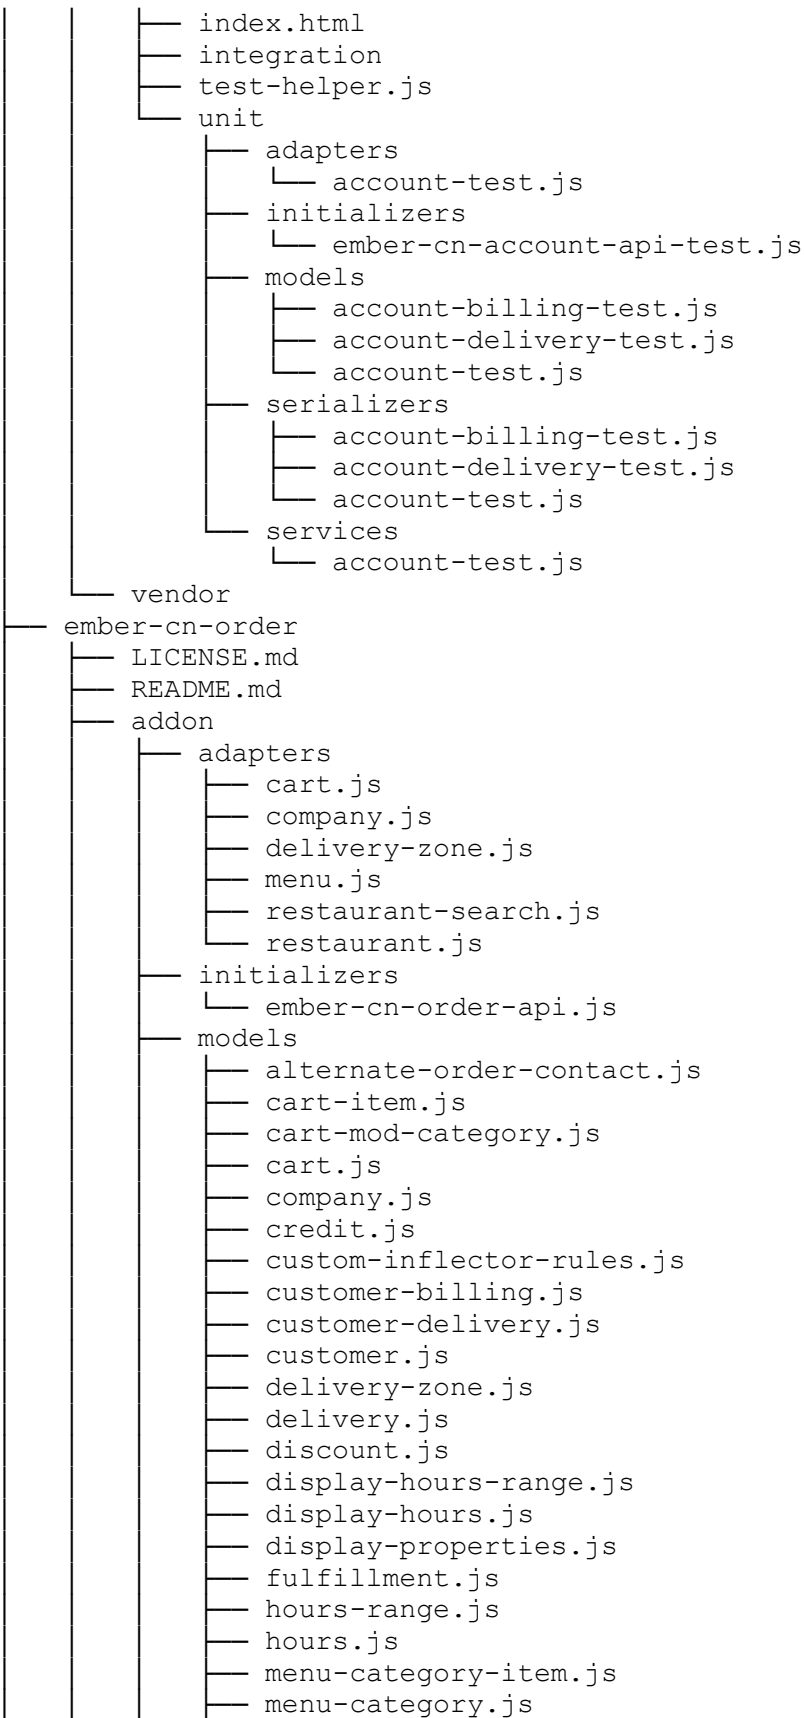 │   │   ├── index.html
│   │   ├── integration
│   │   ├── test-helper.js
│   │   └── unit
│   │       ├── adapters
│   │       │   └── account-test.js
│   │       ├── initializers
│   │       │   └── ember-cn-account-api-test.js
│   │       ├── models
│   │       │   ├── account-billing-test.js
│   │       │   ├── account-delivery-test.js
│   │       │   └── account-test.js
│   │       ├── serializers
│   │       │   ├── account-billing-test.js
│   │       │   ├── account-delivery-test.js
│   │       │   └── account-test.js
│   │       └── services
│   │           └── account-test.js
│   └── vendor
├── ember-cn-order
│   ├── LICENSE.md
│   ├── README.md
│   ├── addon
│   │   ├── adapters
│   │   │   ├── cart.js
│   │   │   ├── company.js
│   │   │   ├── delivery-zone.js
│   │   │   ├── menu.js
│   │   │   ├── restaurant-search.js
│   │   │   └── restaurant.js
│   │   ├── initializers
│   │   │   └── ember-cn-order-api.js
│   │   ├── models
│   │   │   ├── alternate-order-contact.js
│   │   │   ├── cart-item.js
│   │   │   ├── cart-mod-category.js
│   │   │   ├── cart.js
│   │   │   ├── company.js
│   │   │   ├── credit.js
│   │   │   ├── custom-inflector-rules.js
│   │   │   ├── customer-billing.js
│   │   │   ├── customer-delivery.js
│   │   │   ├── customer.js
│   │   │   ├── delivery-zone.js
│   │   │   ├── delivery.js
│   │   │   ├── discount.js
│   │   │   ├── display-hours-range.js
│   │   │   ├── display-hours.js
│   │   │   ├── display-properties.js
│   │   │   ├── fulfillment.js
│   │   │   ├── hours-range.js
│   │   │   ├── hours.js
│   │   │   ├── menu-category-item.js
│   │   │   ├── menu-category.js